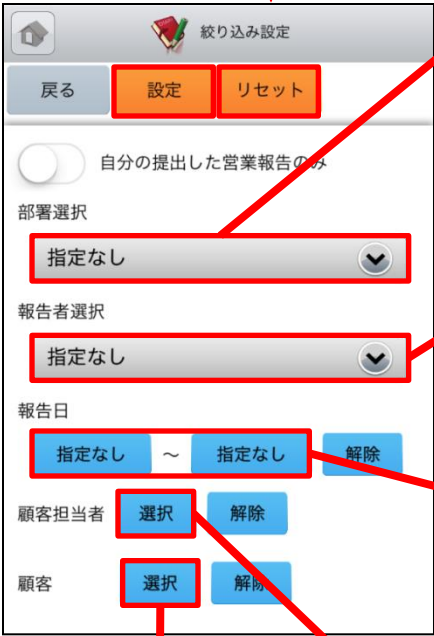 絞り込み設定
戻る 設定 リセット
自分の提出した営業報告のみ
部署選択
指定なし
報告者選択
指定なし
報告日
指定なし ～ 指定なし 解除
顧客担当者 選択 解除
顧客 選択 解除